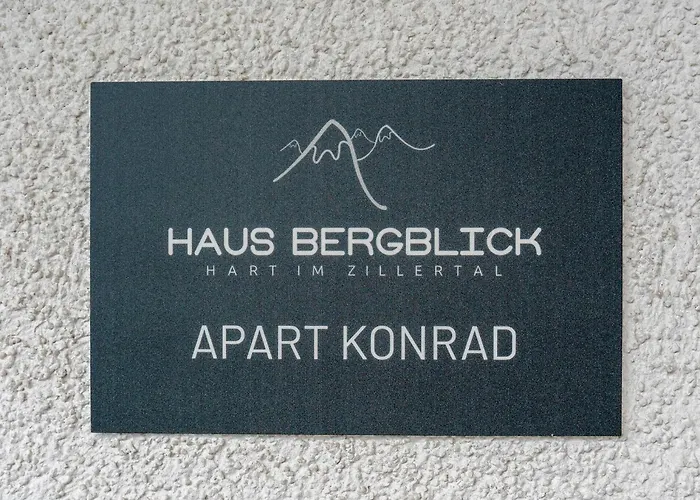 HAUS BERGBLICK
HART IM ZILLERTAL
APART KONRAD